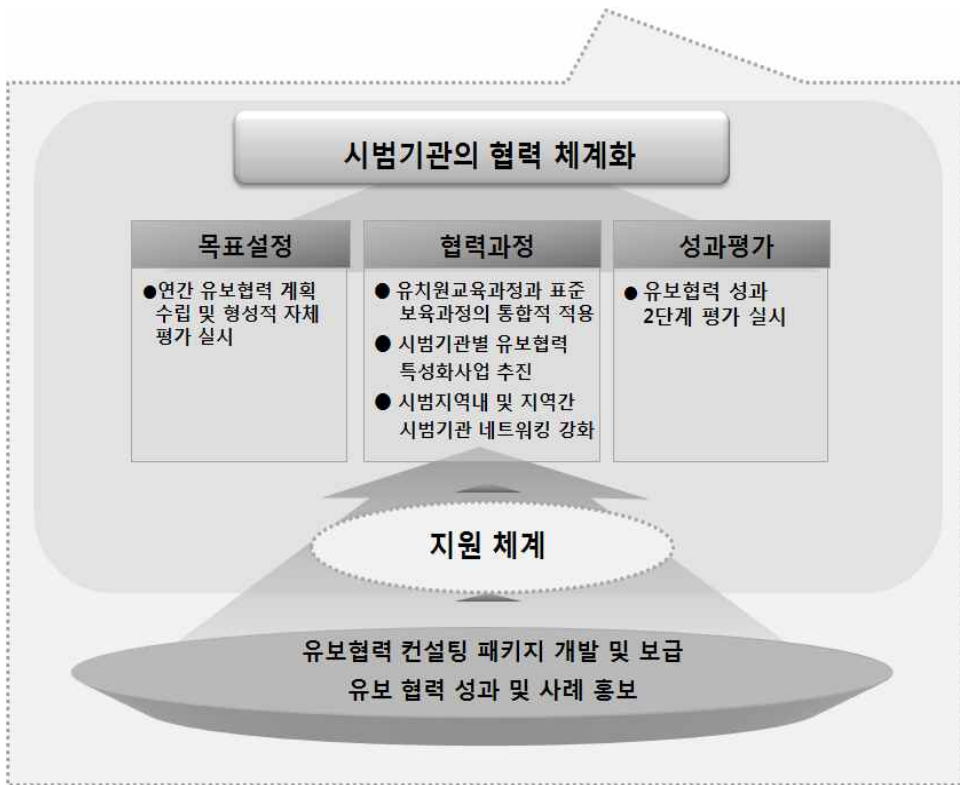 시범기관의 협력 체계화
목표설정
●연간 유보협력 계획
수립 및 형성적 자체
평가 실시
협력과정
● 유치원교육과정과 표준
보육과정의 통합적 적용
● 시범기관별 유보협력
특성화사업 추진
● 시범지역내 및 지역간
시범기관 네트워킹 강화
성과평가
● 유보협력 성과
2단계 평가 실시
지원 체계
유보협력 컨설팅 패키지 개발 및 보급
유보 협력 성과 및 사례 홍보